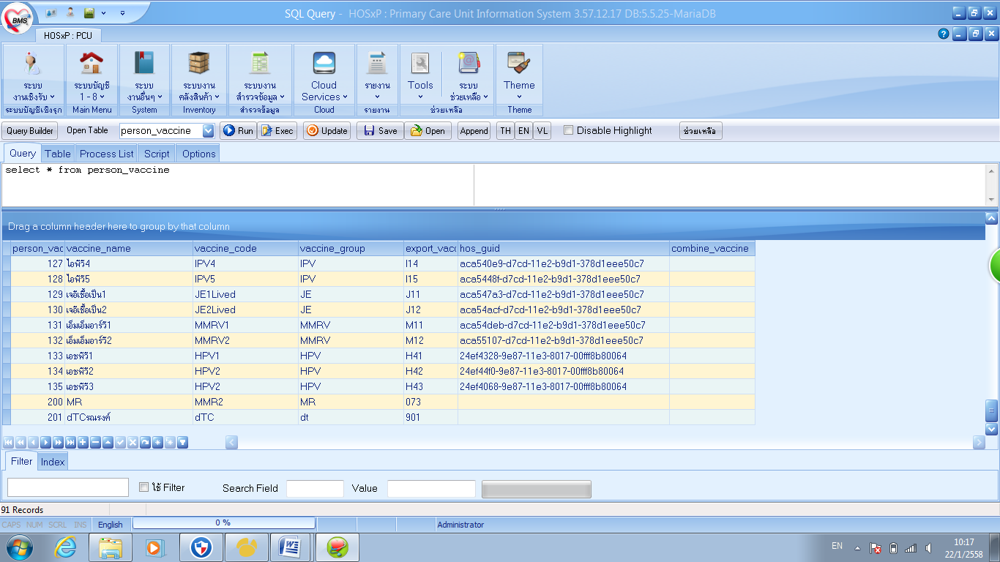 SQL Query - HOSxP : Primary Care Unit Information System 3.57.12.17 DB:5.5.25-MariaDB
BMS
HOSxP : PCU
ระบบงานเชิงรับ
ระบบบัญชี 1 - 8
ระบบงานอื่นๆ
ระบบงานคลังสินค้า
ระบบงานสำรวจข้อมูล
Cloud Services
รายงาน
Tools
ระบบช่วยเหลือ
Theme
ระบบบัญชีเชิงรุก Main Menu System Inventory สำรวจข้อมูล Cloud รายงาน ช่วยเหลือ Theme
Query Builder Open Table person_vaccine Run Exec Update Save Open Append TH EN VL Disable Highlight ช่วยเหลือ
Query Table Process List Script Options
select * from person_vaccine
Drag a column header here to group by that column
person_vac vaccine_name vaccine_code vaccine_group export_vacc hos_guid combine_vaccine
127 ไอพีวี4 IPV4 IPV I14 aca540e9-d7cd-11e2-b9d1-378d1eee50c7
128 ไอพีวี5 IPV5 IPV I15 aca5448f-d7cd-11e2-b9d1-378d1eee50c7
129 เจอีเชื้อเป็น1 JE1Lived JE J11 aca547a3-d7cd-11e2-b9d1-378d1eee50c7
130 เจอีเชื้อเป็น2 JE2Lived JE J12 aca54acf-d7cd-11e2-b9d1-378d1eee50c7
131 เอ็มเอ็มอาร์วี1 MMRV1 MMRV M11 aca54deb-d7cd-11e2-b9d1-378d1eee50c7
132 เอ็มเอ็มอาร์วี2 MMRV2 MMRV M12 aca55107-d7cd-11e2-b9d1-378d1eee50c7
133 เอชพีวี1 HPV1 HPV H41 24ef4328-9e87-11e3-8017-00fff8b80064
134 เอชพีวี2 HPV2 HPV H42 24ef44f0-9e87-11e3-8017-00fff8b80064
135 เอชพีวี3 HPV2 HPV H43 24ef4068-9e87-11e3-8017-00fff8b80064
200 MR MMR2 MR 073
201 dTCรณรงค์ dTC dt 901
Filter Index
ใช้ Filter Search Field Value
91 Records
CAPS NUM SCRL INS English 0 % Administrator
EN 10:17
22/1/2558